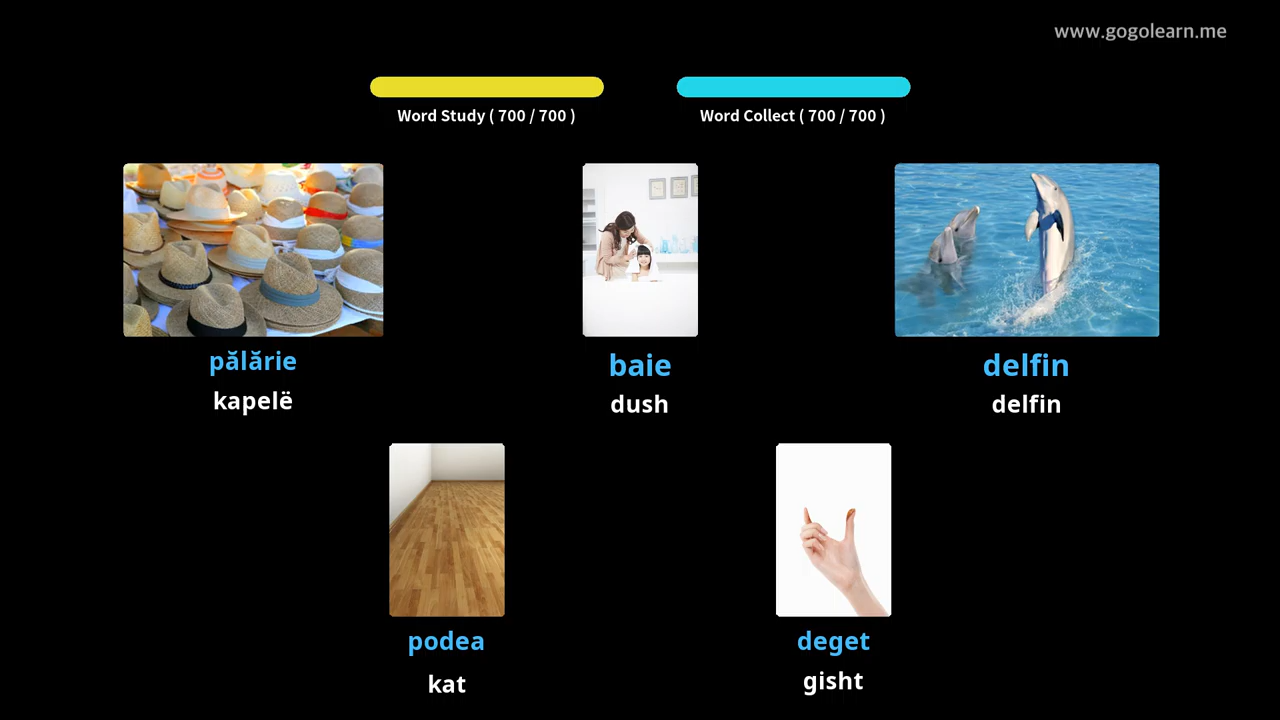 www.gogolearn.me
Word Study ( 700 / 700 )
Word Collect ( 700 / 700 )
pălărie
kapelë
baie
dush
delfin
delfin
podea
kat
deget
gisht